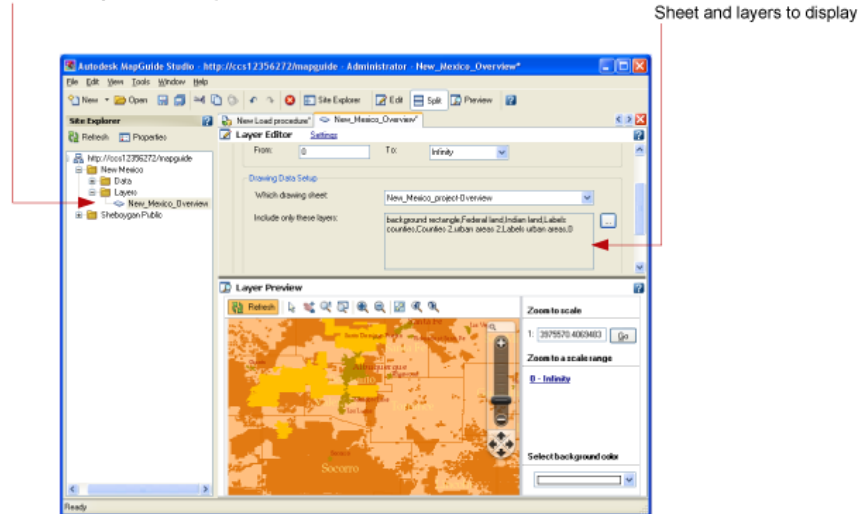 Sheet and layers to display
Autodesk MapGuide Studio - http://ccs12356272/mapguide - Administrator - New_Mexico_Overview*
File Edit View Tools Window Help
New Open Site Explorer Edit Split Preview
Site Explorer
Refresh Properties
http://ccs12356272/mapguide
New Mexico
Data
Layers
New_Mexico_Overview
Sheboygan Public
New Load procedure* New_Mexico_Overview*
Layer Editor Settings
From: 0 To: Infinity
Drawing Data Setup
Which drawing sheet: New_Mexico_project-Overview
Include only these layers: background rectangle,Federal land,Indian land,Labels
counties,Counties 2,urban areas 2,Labels urban areas,0
...
Layer Preview
Refresh
Albuquerque
Socorro
Zoom to scale
1: 3975570.4069483 Go
Zoom to a scale range
0 - Infinity
Select background color
Ready